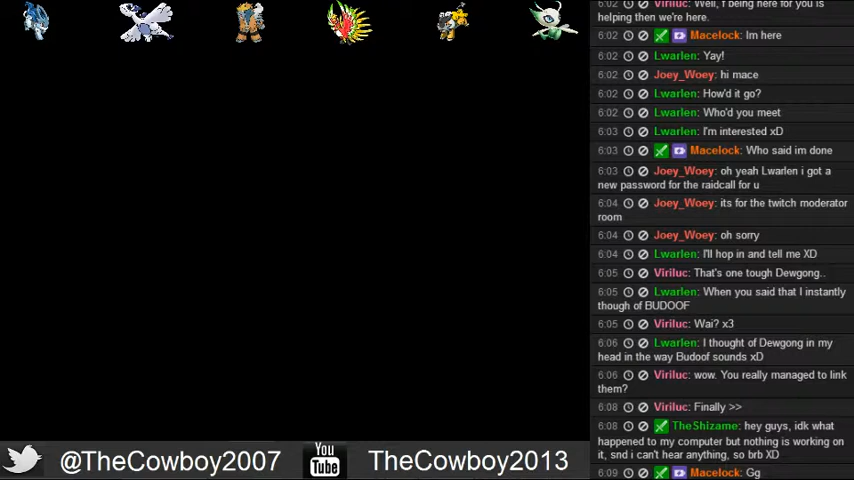 6:02 Viriluc: Well, f being here for you is
helping then we're here.
6:02 Macelock: Im here
6:02 Lwarlen: Yay!
6:02 Joey_Woey: hi mace
6:02 Lwarlen: How'd it go?
6:02 Lwarlen: Who'd you meet
6:03 Lwarlen: I'm interested xD
6:03 Macelock: Who said im done
6:03 Joey_Woey: oh yeah Lwarlen i got a
new password for the raidcall for u
6:04 Joey_Woey: its for the twitch moderator
room
6:04 Joey_Woey: oh sorry
6:04 Lwarlen: I'll hop in and tell me XD
6:05 Viriluc: That's one tough Dewgong..
6:05 Lwarlen: When you said that I instantly
though of BUDOOF
6:05 Viriluc: Wai? x3
6:06 Lwarlen: I thought of Dewgong in my
head in the way Budoof sounds xD
6:06 Viriluc: wow. You really managed to link
them?
6:08 Viriluc: Finally >>
6:08 TheShizame: hey guys, idk what
happened to my computer but nothing is working on
it, snd i can't hear anything, so brb XD
6:09 Macelock: Gg
@TheCowboy2007
You
Tube
TheCowboy2013